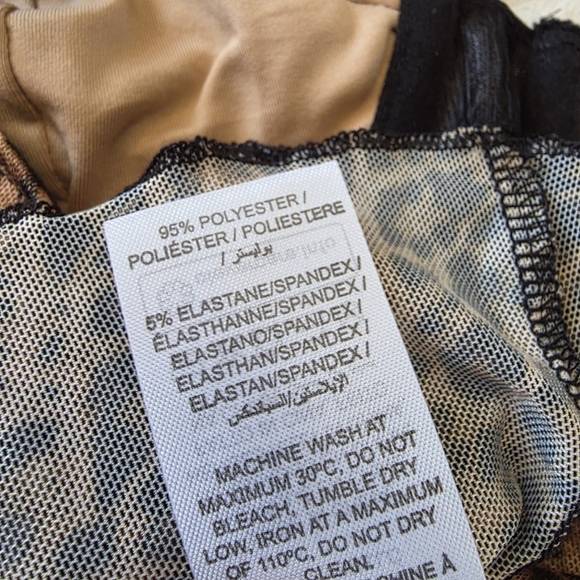 95% POLYESTER /
POLIÉSTER / POLIESTERE
/ بوليستر
5% ELASTANE/SPANDEX /
ÉLASTHANNE/SPANDEX /
ELASTANO/SPANDEX /
ELASTHAN/SPANDEX /
ELASTAN/SPANDEX /
الإيلاستين/السباندكس
MACHINE WASH AT
MAXIMUM 30ºC, DO NOT
BLEACH, TUMBLE DRY
LOW, IRON AT A MAXIMUM
OF 110ºC, DO NOT DRY
CLEAN.